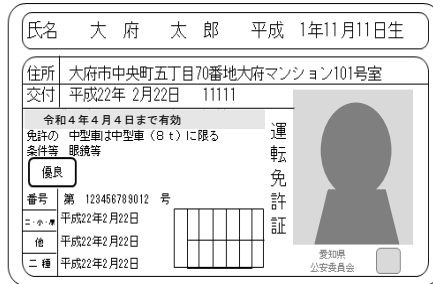 氏名 大府 太郎 平成 1年11月11日生
住所 大府市中央町五丁目70番地大府マンション101号室
交付 平成22年 2月22日 11111
令和4年4月4日まで有効
免許の 中型車は中型車(8t)に限る
条件等 眼鏡等
優良
番号 第 123456789012 号
二・小・原 平成22年2月22日
他 平成22年2月22日
二種 平成22年2月22日
運転免許証
愛知県
公安委員会